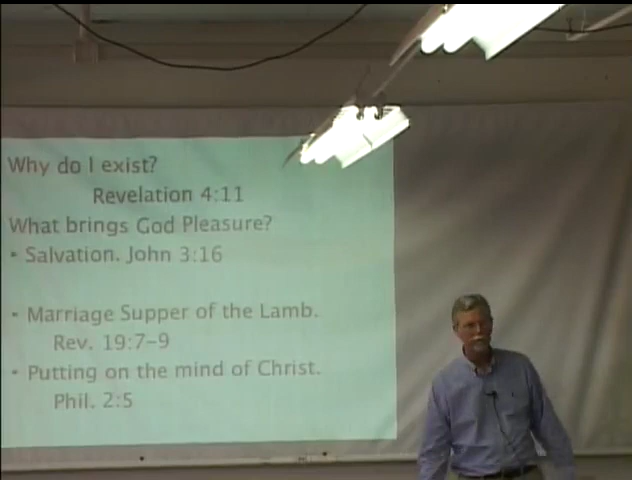 Why do I exist?
Revelation 4:11
What brings God Pleasure?
• Salvation. John 3:16
• Marriage Supper of the Lamb.
Rev. 19:7–9
• Putting on the mind of Christ.
Phil. 2:5